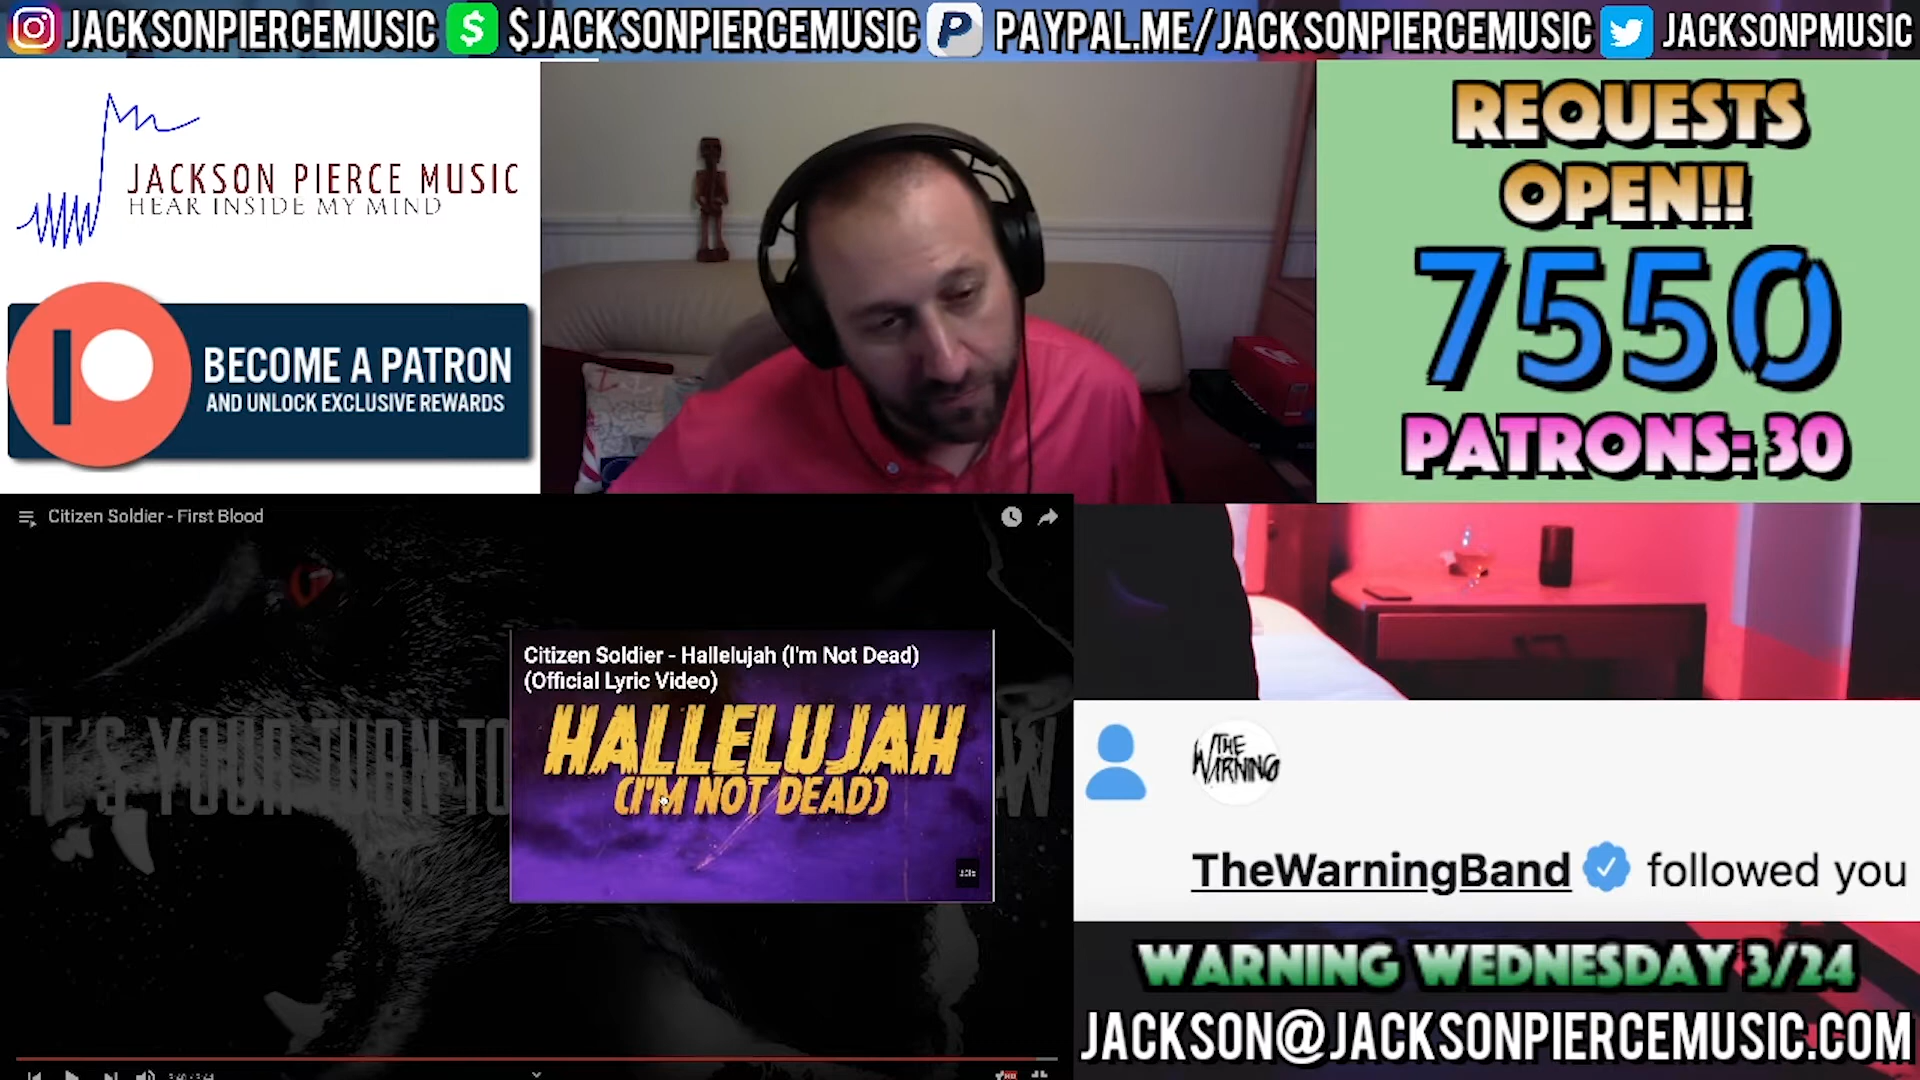 JACKSONPIERCEMUSIC $JACKSONPIERCEMUSIC PAYPAL.ME/JACKSONPIERCEMUSIC JACKSONPMUSIC
JACKSON PIERCE MUSIC
HEAR INSIDE MY MIND
BECOME A PATRON
AND UNLOCK EXCLUSIVE REWARDS
REQUESTS
OPEN!!
7550
PATRONS: 30
Citizen Soldier - First Blood
IT'S YOUR TURN TO
Citizen Soldier - Hallelujah (I'm Not Dead)
(Official Lyric Video)
HALLELUJAH
(I'M NOT DEAD)
THE
WARNING
TheWarningBand followed you
WARNING WEDNESDAY 3/24
JACKSON@JACKSONPIERCEMUSIC.COM